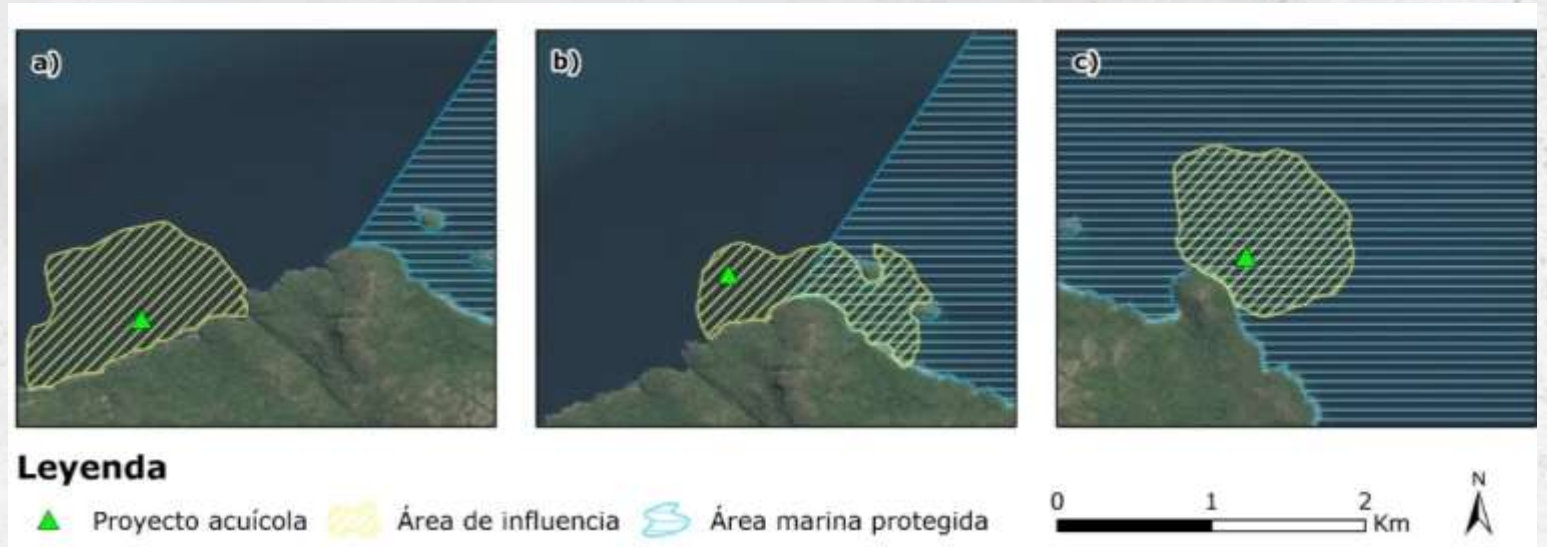 a)
b)
c)
Leyenda
Proyecto acuícola
Área de influencia
Área marina protegida
0 1 2 Km
N